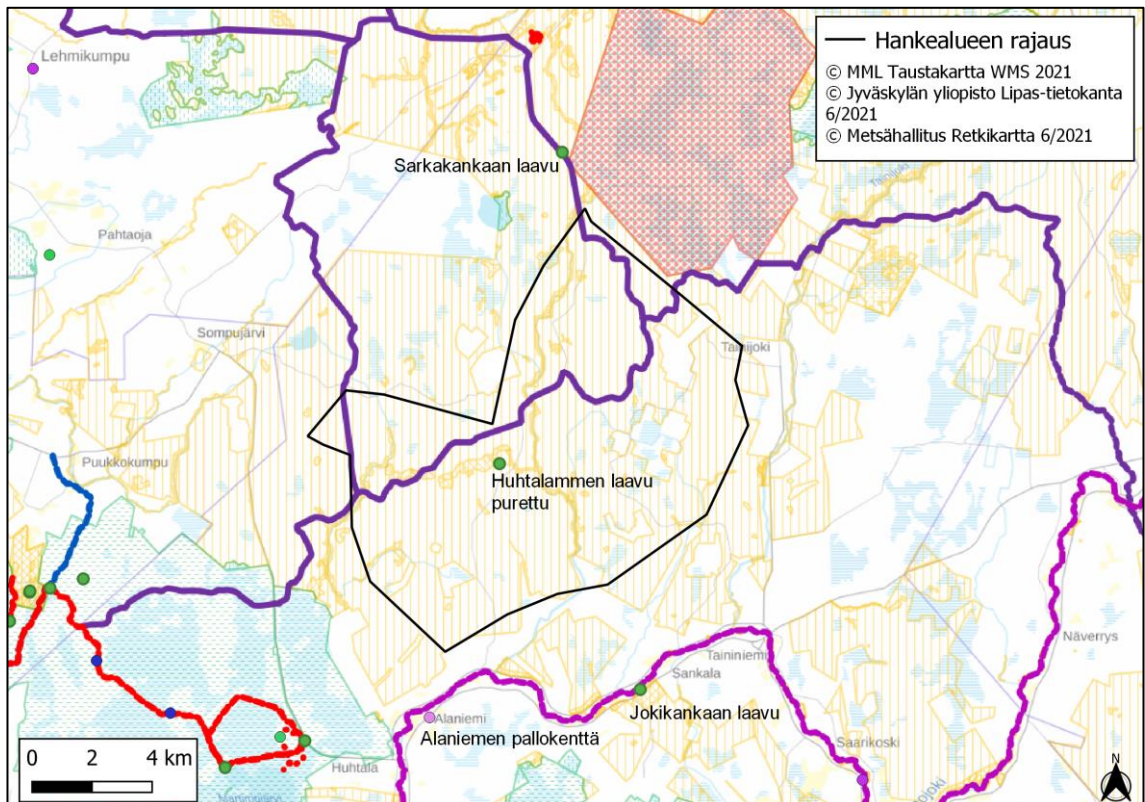 Lehmikumpu
Hankealueen rajaus
© MML Taustakartta WMS 2021
© Jyväskylän yliopisto Lipas-tietokanta
6/2021
© Metsähallitus Retkikartta 6/2021
Sarkakankaan laavu
Tainijoki
Pahtaoja
Sompujärvi
Tainijoki
Puukkokumpu
Huhtalammen laavu
purettu
Näverrys
Taininiemi
Sankala
Jokikankaan laavu
Alaniemi
Alaniemen pallokenttä
Saarikoski
0 2 4 km
Huhtala
N